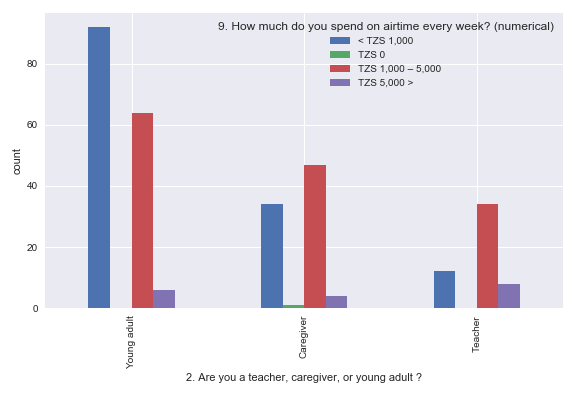 9. How much do you spend on airtime every week? (numerical)
< TZS 1,000
TZS 0
TZS 1,000 – 5,000
TZS 5,000 >
count
80
60
40
20
0
Young adult
Caregiver
Teacher
2. Are you a teacher, caregiver, or young adult ?